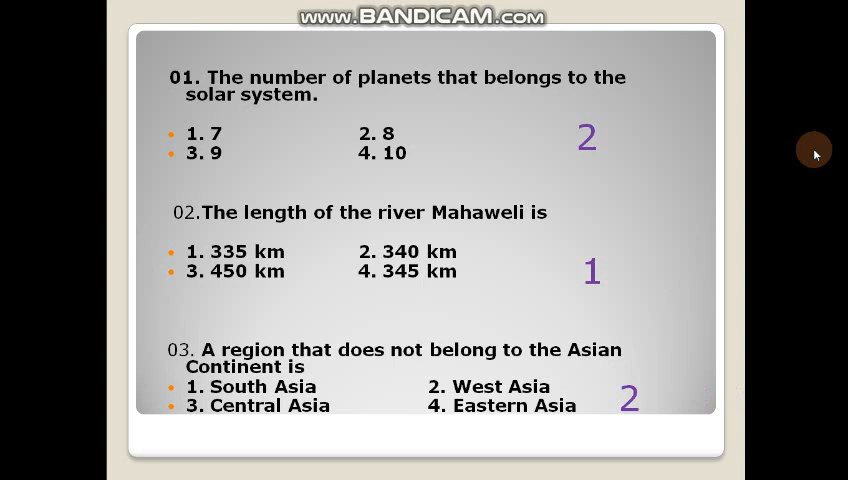 www.BANDICAM.com
01. The number of planets that belongs to the
solar system.
1. 7 2. 8
3. 9 4. 10
2
02.The length of the river Mahaweli is
1. 335 km 2. 340 km
3. 450 km 4. 345 km
1
03. A region that does not belong to the Asian
Continent is
1. South Asia 2. West Asia
3. Central Asia 4. Eastern Asia
2